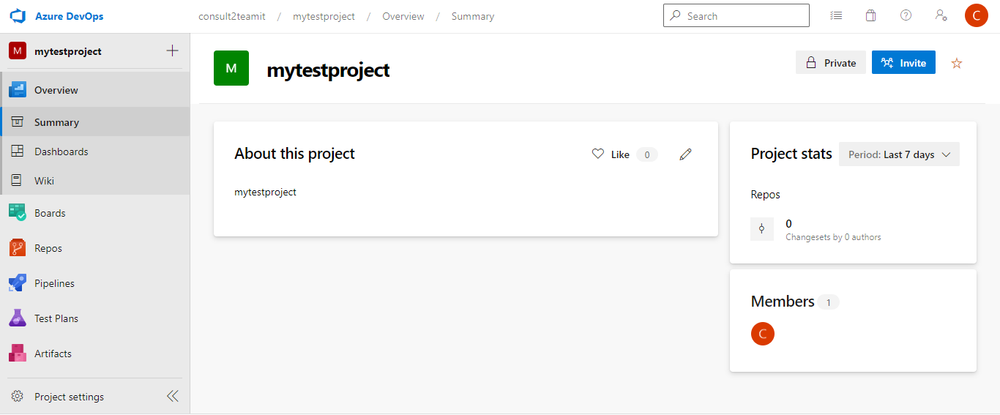 Azure DevOps
consult2teamit / mytestproject / Overview / Summary
Search
C
M mytestproject
Overview
Summary
Dashboards
Wiki
Boards
Repos
Pipelines
Test Plans
Artifacts
Project settings
M mytestproject
Private
Invite
About this project
Like 0
mytestproject
Project stats
Period: Last 7 days
Repos
0
Changesets by 0 authors
Members 1
C